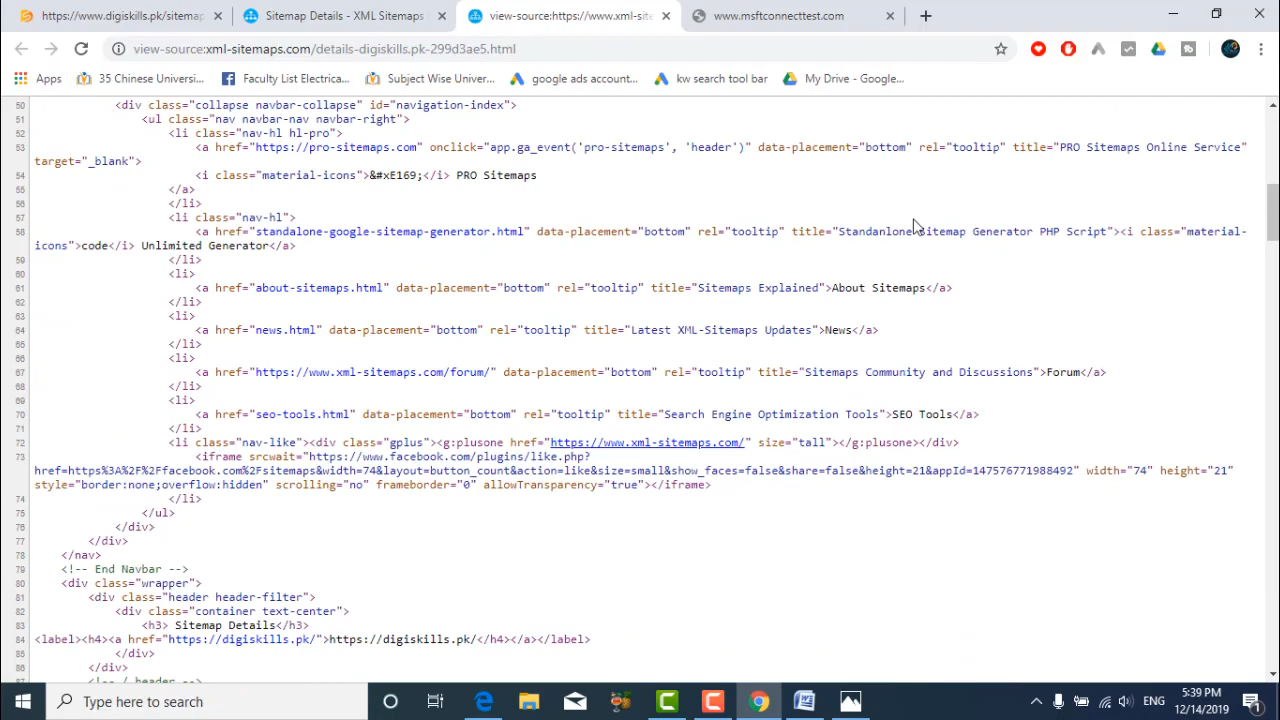 https://www.digiskills.pk/sitemap
Sitemap Details - XML Sitemaps
view-source:https://www.xml-site
www.msftconnecttest.com
view-source:xml-sitemaps.com/details-digiskills.pk-299d3ae5.html
Apps
35 Chinese Universi...
Faculty List Electrica...
Subject Wise Univer...
google ads account...
kw search tool bar
My Drive - Google...
50 <div class="collapse navbar-collapse" id="navigation-index">
51 <ul class="nav navbar-nav navbar-right">
52 <li class="nav-hl hl-pro">
53 <a href="https://pro-sitemaps.com" onclick="app.ga_event('pro-sitemaps', 'header')" data-placement="bottom" rel="tooltip" title="PRO Sitemaps Online Service"
target="_blank">
54 <i class="material-icons">&#xE169;</i> PRO Sitemaps
55 </a>
56 </li>
57 <li class="nav-hl">
58 <a href="standalone-google-sitemap-generator.html" data-placement="bottom" rel="tooltip" title="Standanlone Sitemap Generator PHP Script"><i class="material-
icons">code</i> Unlimited Generator</a>
59 </li>
60 <li>
61 <a href="about-sitemaps.html" data-placement="bottom" rel="tooltip" title="Sitemaps Explained">About Sitemaps</a>
62 </li>
63 <li>
64 <a href="news.html" data-placement="bottom" rel="tooltip" title="Latest XML-Sitemaps Updates">News</a>
65 </li>
66 <li>
67 <a href="https://www.xml-sitemaps.com/forum/" data-placement="bottom" rel="tooltip" title="Sitemaps Community and Discussions">Forum</a>
68 </li>
69 <li>
70 <a href="seo-tools.html" data-placement="bottom" rel="tooltip" title="Search Engine Optimization Tools">SEO Tools</a>
71 </li>
72 <li class="nav-like"><div class="gplus"><g:plusone href="https://www.xml-sitemaps.com/" size="tall"></g:plusone></div>
73 <iframe srcwait="https://www.facebook.com/plugins/like.php?
href=https%3A%2F%2Ffacebook.com%2Fsitemaps&width=74&layout=button_count&action=like&size=small&show_faces=false&share=false&height=21&appId=147576771988492" width="74" height="21"
style="border:none;overflow:hidden" scrolling="no" frameborder="0" allowTransparency="true"></iframe>
74 </li>
75 </ul>
76 </div>
77 </div>
78 </nav>
79 <!-- End Navbar -->
80 <div class="wrapper">
81 <div class="header header-filter">
82 <div class="container text-center">
83 <h3> Sitemap Details</h3>
84 <label><h4><a href="https://digiskills.pk/">https://digiskills.pk/</h4></a></label>
85 </div>
86 </div>
87 <!-- / header -->
Type here to search
ENG
5:39 PM
12/14/2019
1